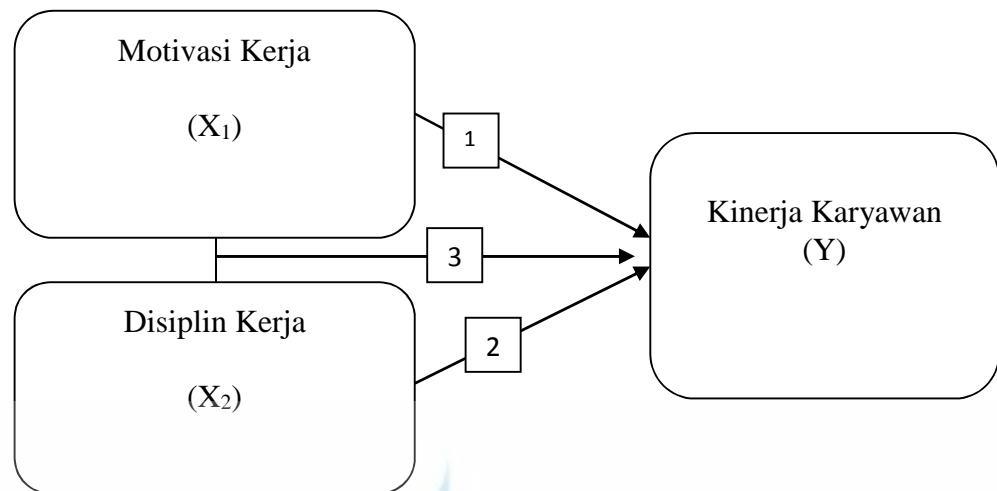 Motivasi Kerja
(X₁)
1
Kinerja Karyawan
(Y)
3
Disiplin Kerja
(X₂)
2